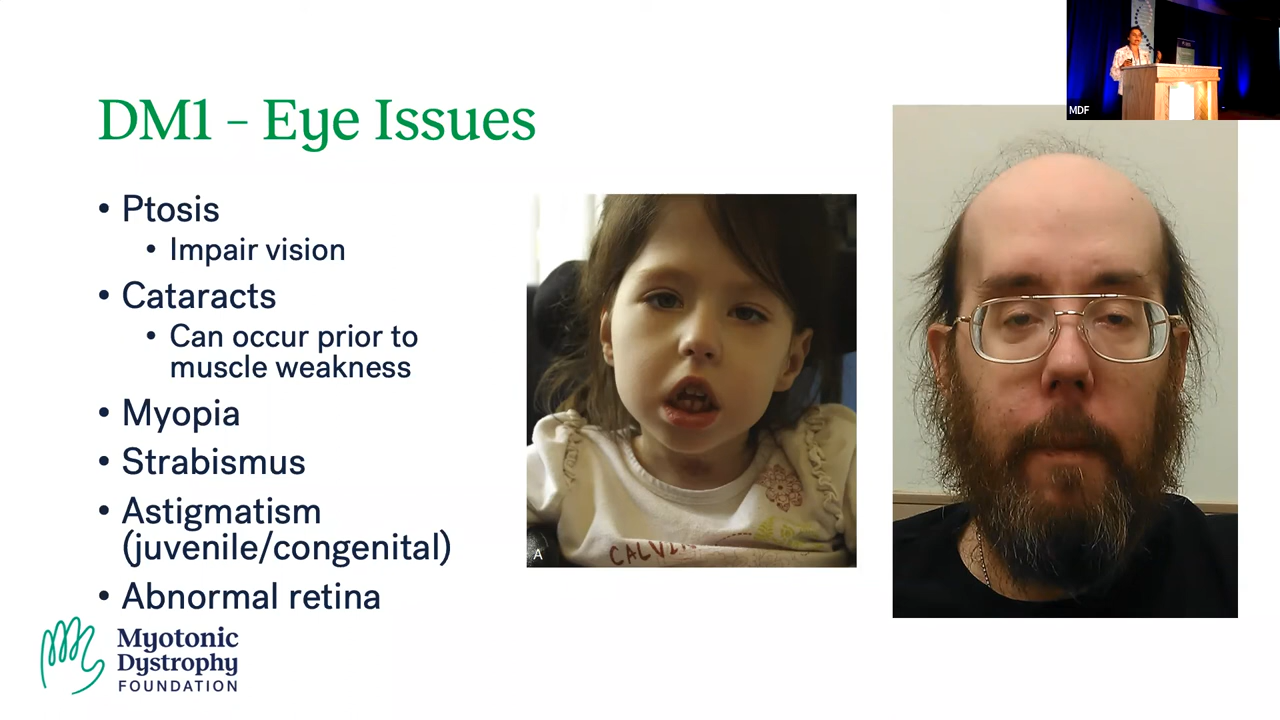 MDF
DM1 – Eye Issues
• Ptosis
• Impair vision
• Cataracts
• Can occur prior to
muscle weakness
• Myopia
• Strabismus
• Astigmatism
(juvenile/congenital)
• Abnormal retina
A
CALVIN
Myotonic
Dystrophy
FOUNDATION